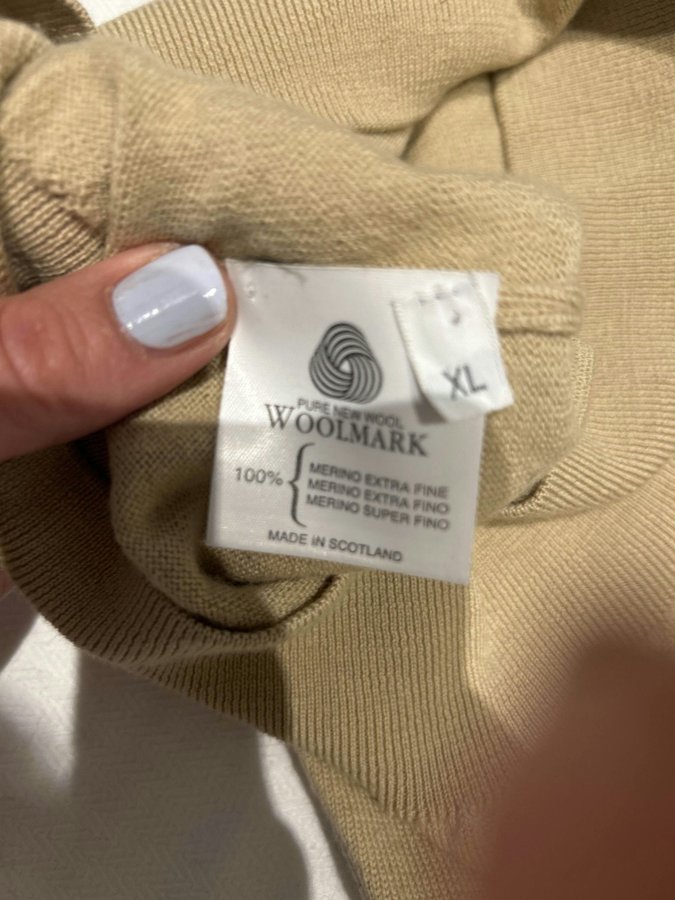 XL
PURE NEW WOOL
WOOLMARK
100%
MERINO EXTRA FINE
MERINO EXTRA FINO
MERINO SUPER FINO
MADE IN SCOTLAND